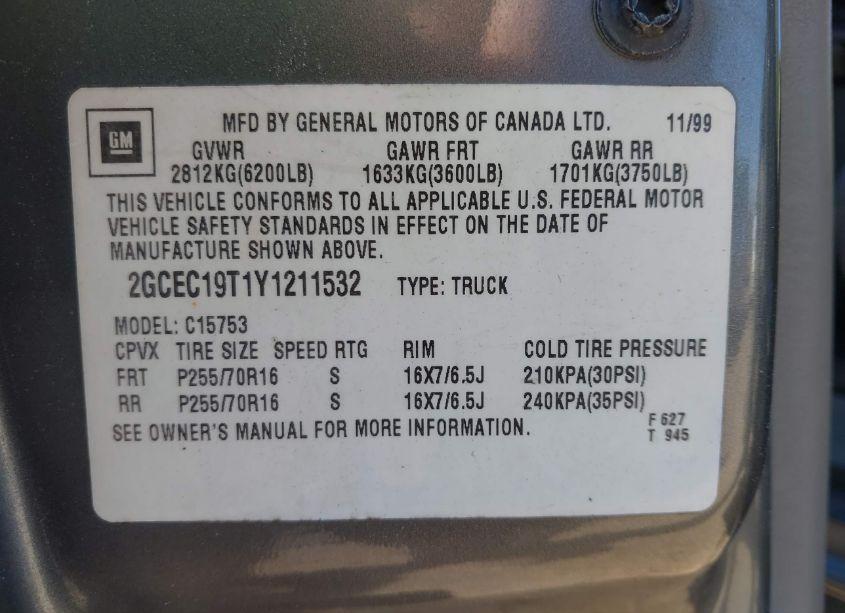 GM
MFD BY GENERAL MOTORS OF CANADA LTD. 11/99
GVWR GAWR FRT GAWR RR
2812KG(6200LB) 1633KG(3600LB) 1701KG(3750LB)
THIS VEHICLE CONFORMS TO ALL APPLICABLE U.S. FEDERAL MOTOR
VEHICLE SAFETY STANDARDS IN EFFECT ON THE DATE OF
MANUFACTURE SHOWN ABOVE.
2GCEC19T1Y1211532 TYPE: TRUCK
MODEL: C15753
CPVX TIRE SIZE SPEED RTG RIM COLD TIRE PRESSURE
FRT P255/70R16 S 16X7/6.5J 210KPA(30PSI)
RR P255/70R16 S 16X7/6.5J 240KPA(35PSI)
SEE OWNER'S MANUAL FOR MORE INFORMATION.
F 627
T 945